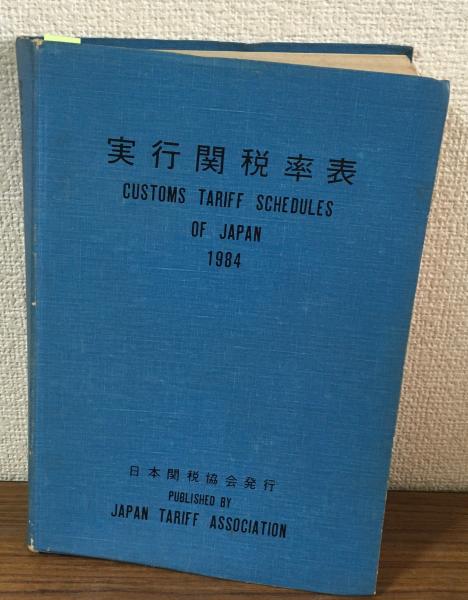 実行関税率表
CUSTOMS TARIFF SCHEDULES
OF JAPAN
1984
日本関税協会発行
PUBLISHED BY
JAPAN TARIFF ASSOCIATION